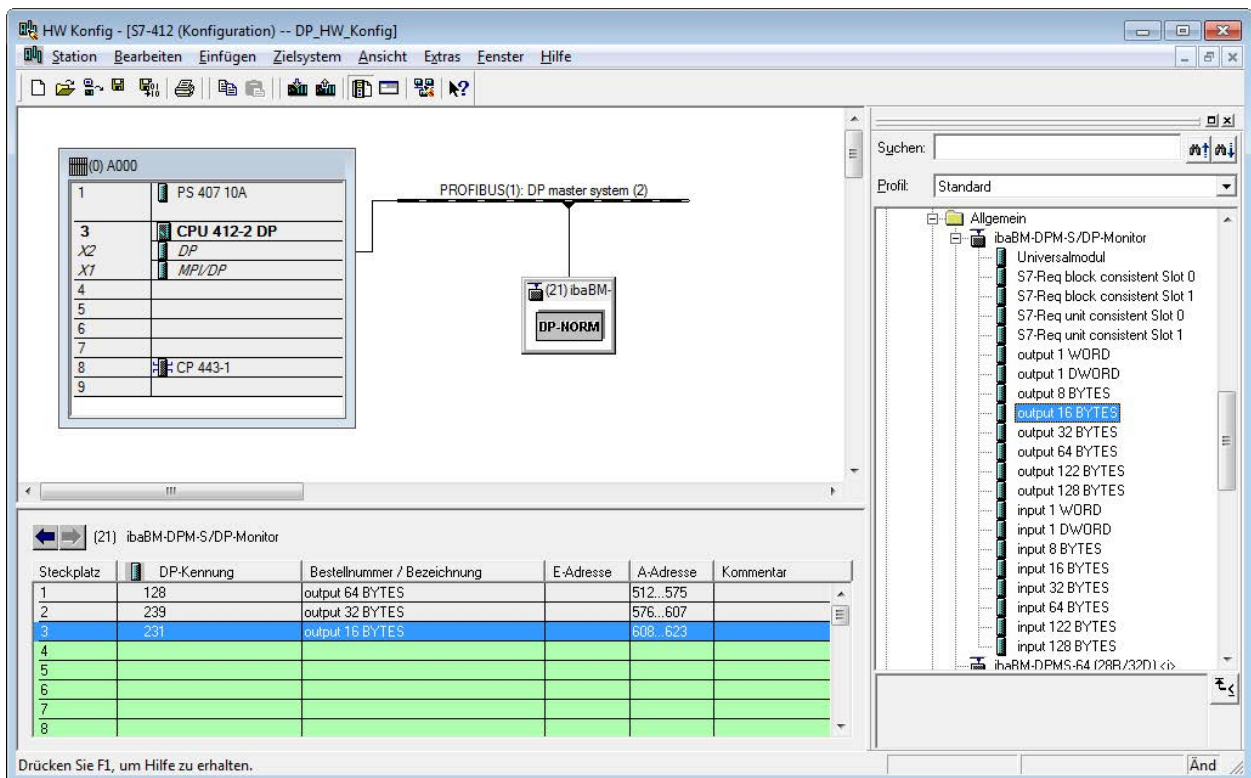 HW Konfig - [S7-412 (Konfiguration) -- DP_HW_Konfig]
Station Bearbeiten Einfügen Zielsystem Ansicht Extras Fenster Hilfe
(0) A000
1 PS 407 10A
3 CPU 412-2 DP
X2 DP
X1 MPI/DP
4
5
6
7
8 CP 443-1
9
PROFIBUS(1): DP master system (2)
(21) ibaBM-
DP-NORM
(21) ibaBM-DPM-S/DP-Monitor
Steckplatz DP-Kennung Bestellnummer / Bezeichnung E-Adresse A-Adresse Kommentar
1 128 output 64 BYTES 512...575
2 239 output 32 BYTES 576...607
3 231 output 16 BYTES 608...623
4
5
6
7
8
Suchen:
Profil: Standard
Allgemein
ibaBM-DPM-S/DP-Monitor
Universalmodul
S7-Req block consistent Slot 0
S7-Req block consistent Slot 1
S7-Req unit consistent Slot 0
S7-Req unit consistent Slot 1
output 1 WORD
output 1 DWORD
output 8 BYTES
output 16 BYTES
output 32 BYTES
output 64 BYTES
output 122 BYTES
output 128 BYTES
input 1 WORD
input 1 DWORD
input 8 BYTES
input 16 BYTES
input 32 BYTES
input 64 BYTES
input 122 BYTES
input 128 BYTES
ibaBM-DPMS-64 (28R/32D) <i>
Drücken Sie F1, um Hilfe zu erhalten.
Änd